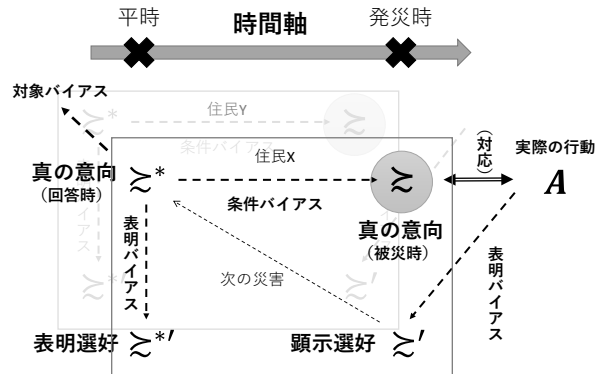 平時
時間軸
発災時
対象バイアス
≿*
住民Y
≿
条件バイアス
住民X
真の意向
(回答時)
≿*
≿
(対応)
実際の行動
A
条件バイアス
真の意向
(被災時)
表明バイアス
表明バイアス
次の災害
≿*′
≿′
表明選好
≿*′
顕示選好
≿′